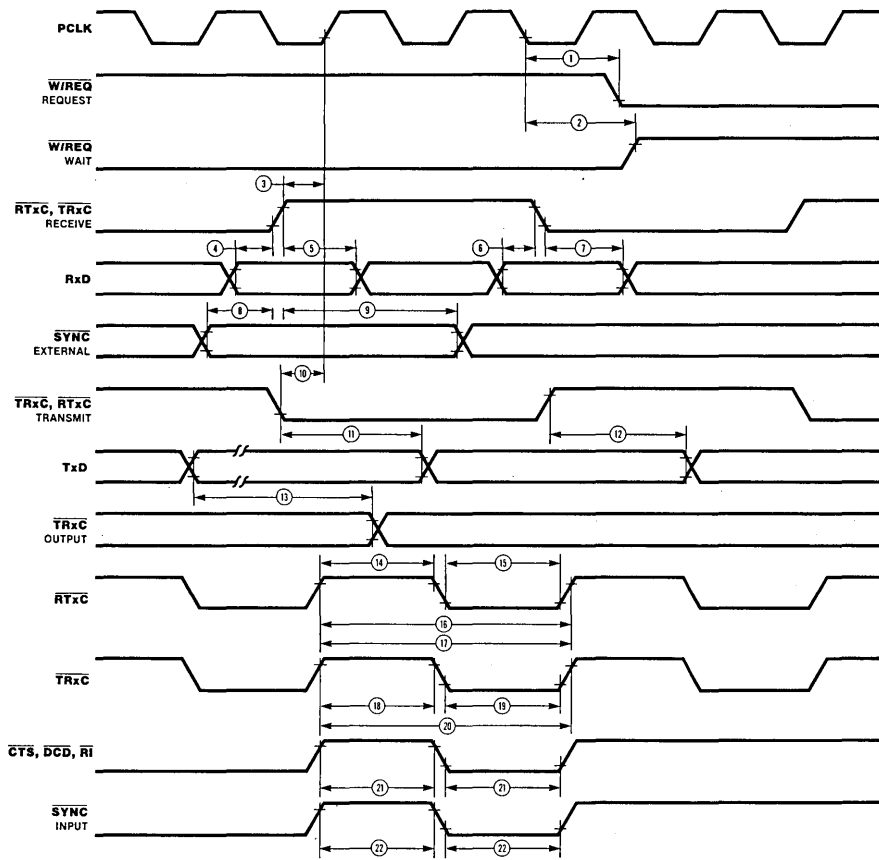 PCLK
1
W/REQ
REQUEST
2
W/REQ
WAIT
3
RTxC, TRxC
RECEIVE
4 5 6 7
RxD
8 9
SYNC
EXTERNAL
10
TRxC, RTxC
TRANSMIT
11 12
TxD
13
TRxC
OUTPUT
14 15
RTxC
16
17
TRxC
18 19
20
CTS, DCD, RI
21 21
SYNC
INPUT
22 22